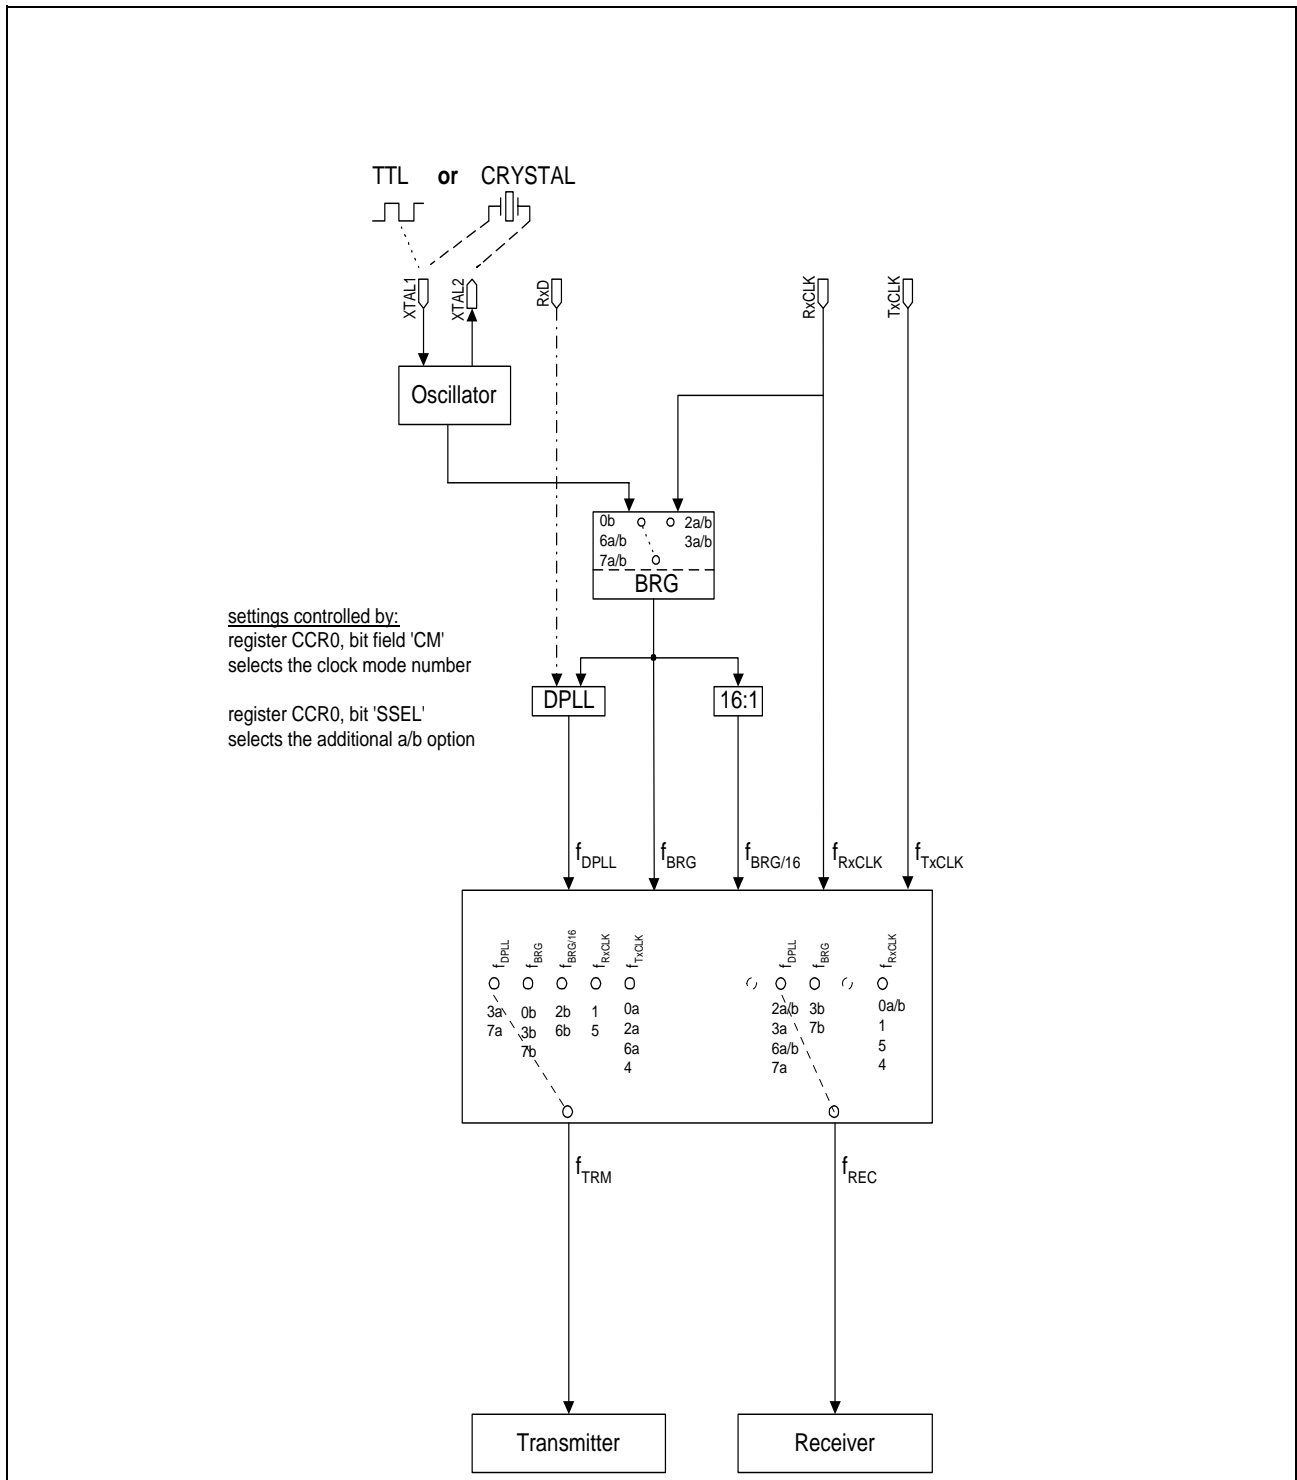 TTL or CRYSTAL
XTAL1
XTAL2
RxD
RxCLK
TxCLK
Oscillator
0b 2a/b
6a/b 3a/b
7a/b
BRG
settings controlled by:
register CCR0, bit field 'CM'
selects the clock mode number
register CCR0, bit 'SSEL'
selects the additional a/b option
DPLL
16:1
fDPLL fBRG fBRG/16 fRxCLK fTxCLK
fDPLL fBRG fBRG/16 fRxCLK fTxCLK fDPLL fBRG fRxCLK
3a 0b 2b 1 0a 2a/b 3b 0a/b
7a 3b 6b 5 2a 3a 7b 1
7b 6a 6a/b 5
4 7a 4
fTRM fREC
Transmitter Receiver